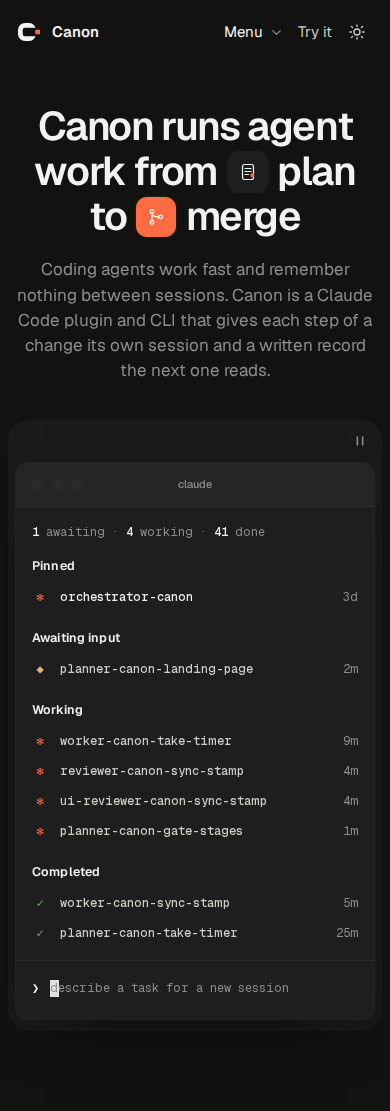 Canon Menu Try it
Canon runs agent
work from plan
to merge
Coding agents work fast and remember
nothing between sessions. Canon is a Claude
Code plugin and CLI that gives each step of a
change its own session and a written record
the next one reads.
claude
1 awaiting · 4 working · 41 done
Pinned
✻ orchestrator-canon 3d
Awaiting input
◆ planner-canon-landing-page 2m
Working
✻ worker-canon-take-timer 9m
✻ reviewer-canon-sync-stamp 4m
✻ ui-reviewer-canon-sync-stamp 4m
✻ planner-canon-gate-stages 1m
Completed
✓ worker-canon-sync-stamp 5m
✓ planner-canon-take-timer 25m
❯ describe a task for a new session